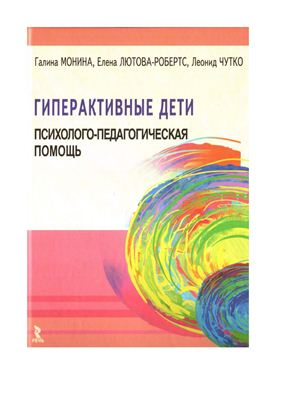 Галина МОНИНА, Елена ЛЮТОВА-РОБЕРТС, Леонид ЧУТКО
ГИПЕРАКТИВНЫЕ ДЕТИ
ПСИХОЛОГО-ПЕДАГОГИЧЕСКАЯ
ПОМОЩЬ
РЕЧЬ